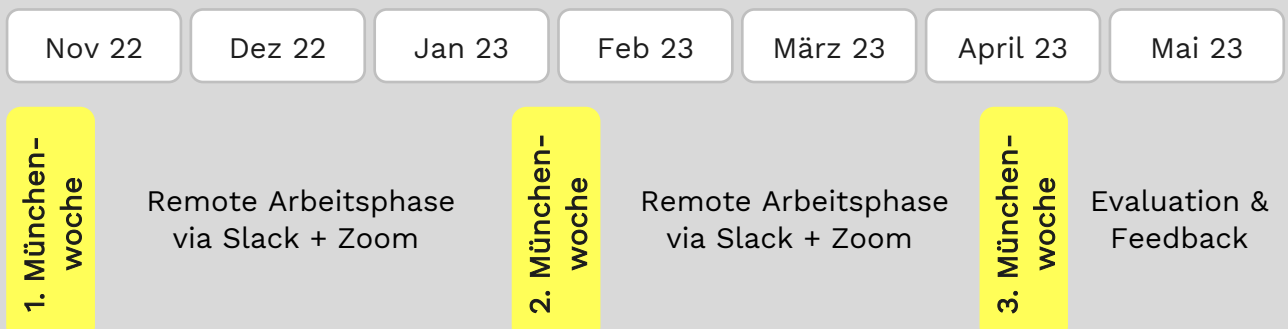 Nov 22
Dez 22
Jan 23
Feb 23
März 23
April 23
Mai 23
1. München-
woche
Remote Arbeitsphase
via Slack + Zoom
2. München-
woche
Remote Arbeitsphase
via Slack + Zoom
3. München-
woche
Evaluation &
Feedback